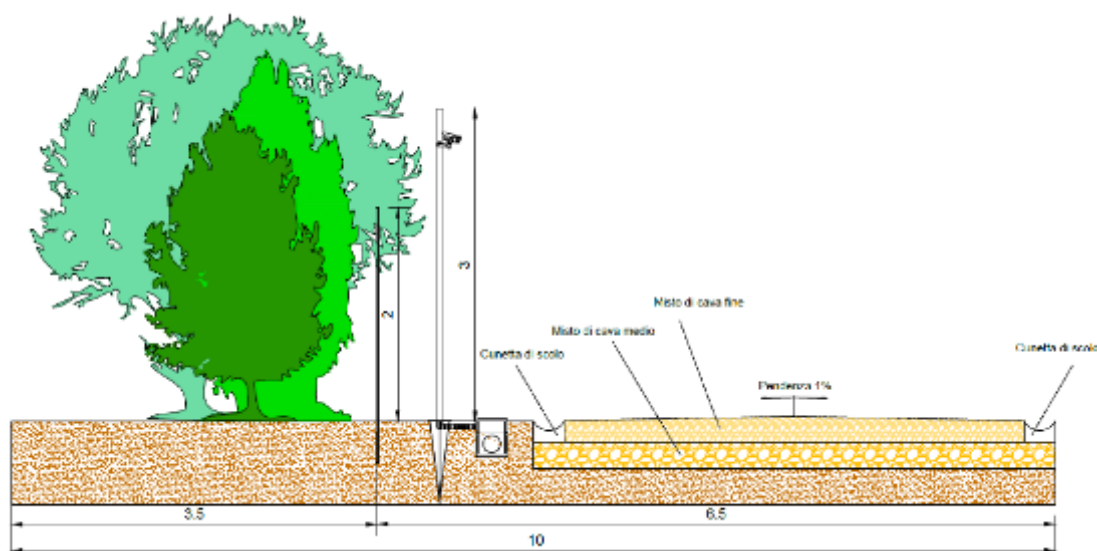 3
2
Misto di cava fine
Misto di cava medio
Cunetta di scolo
Cunetta di scolo
Pendenza 1%
3.5
6.5
10